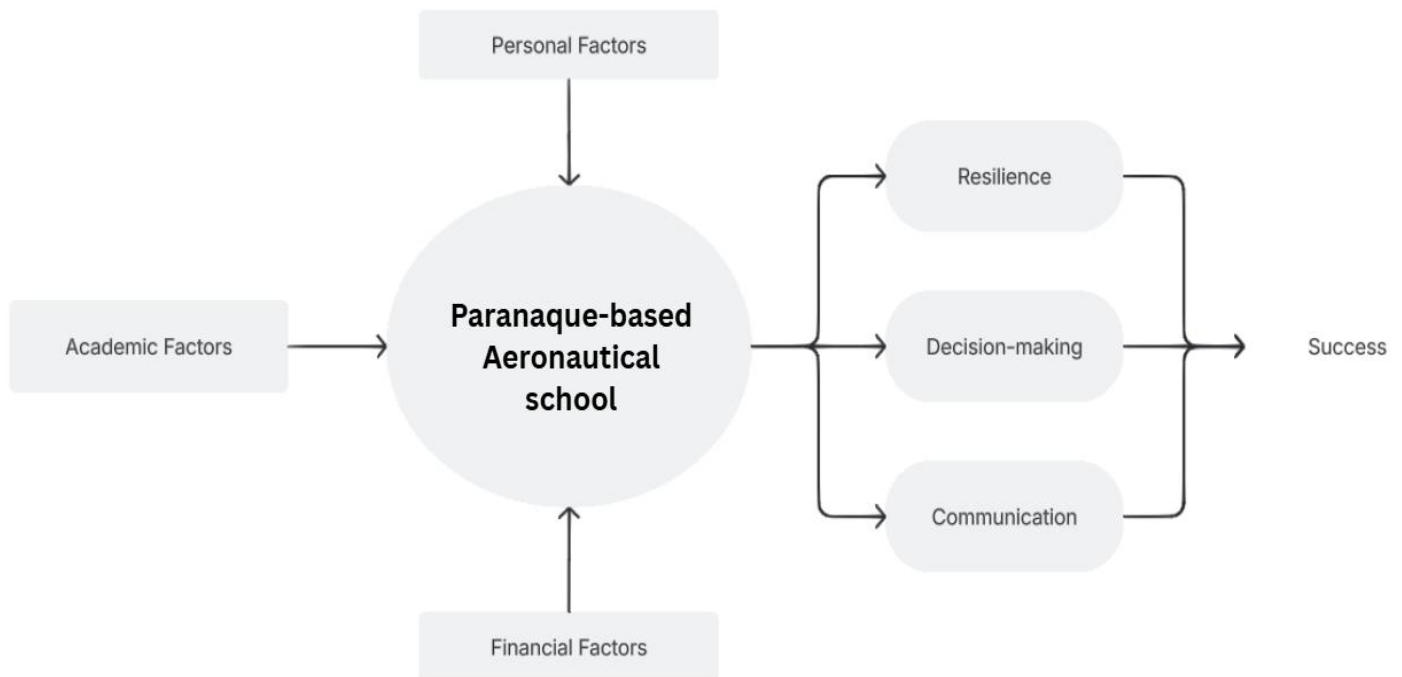 Personal Factors
Academic Factors
Paranaque-based
Aeronautical
school
Financial Factors
Resilience
Decision-making
Communication
Success